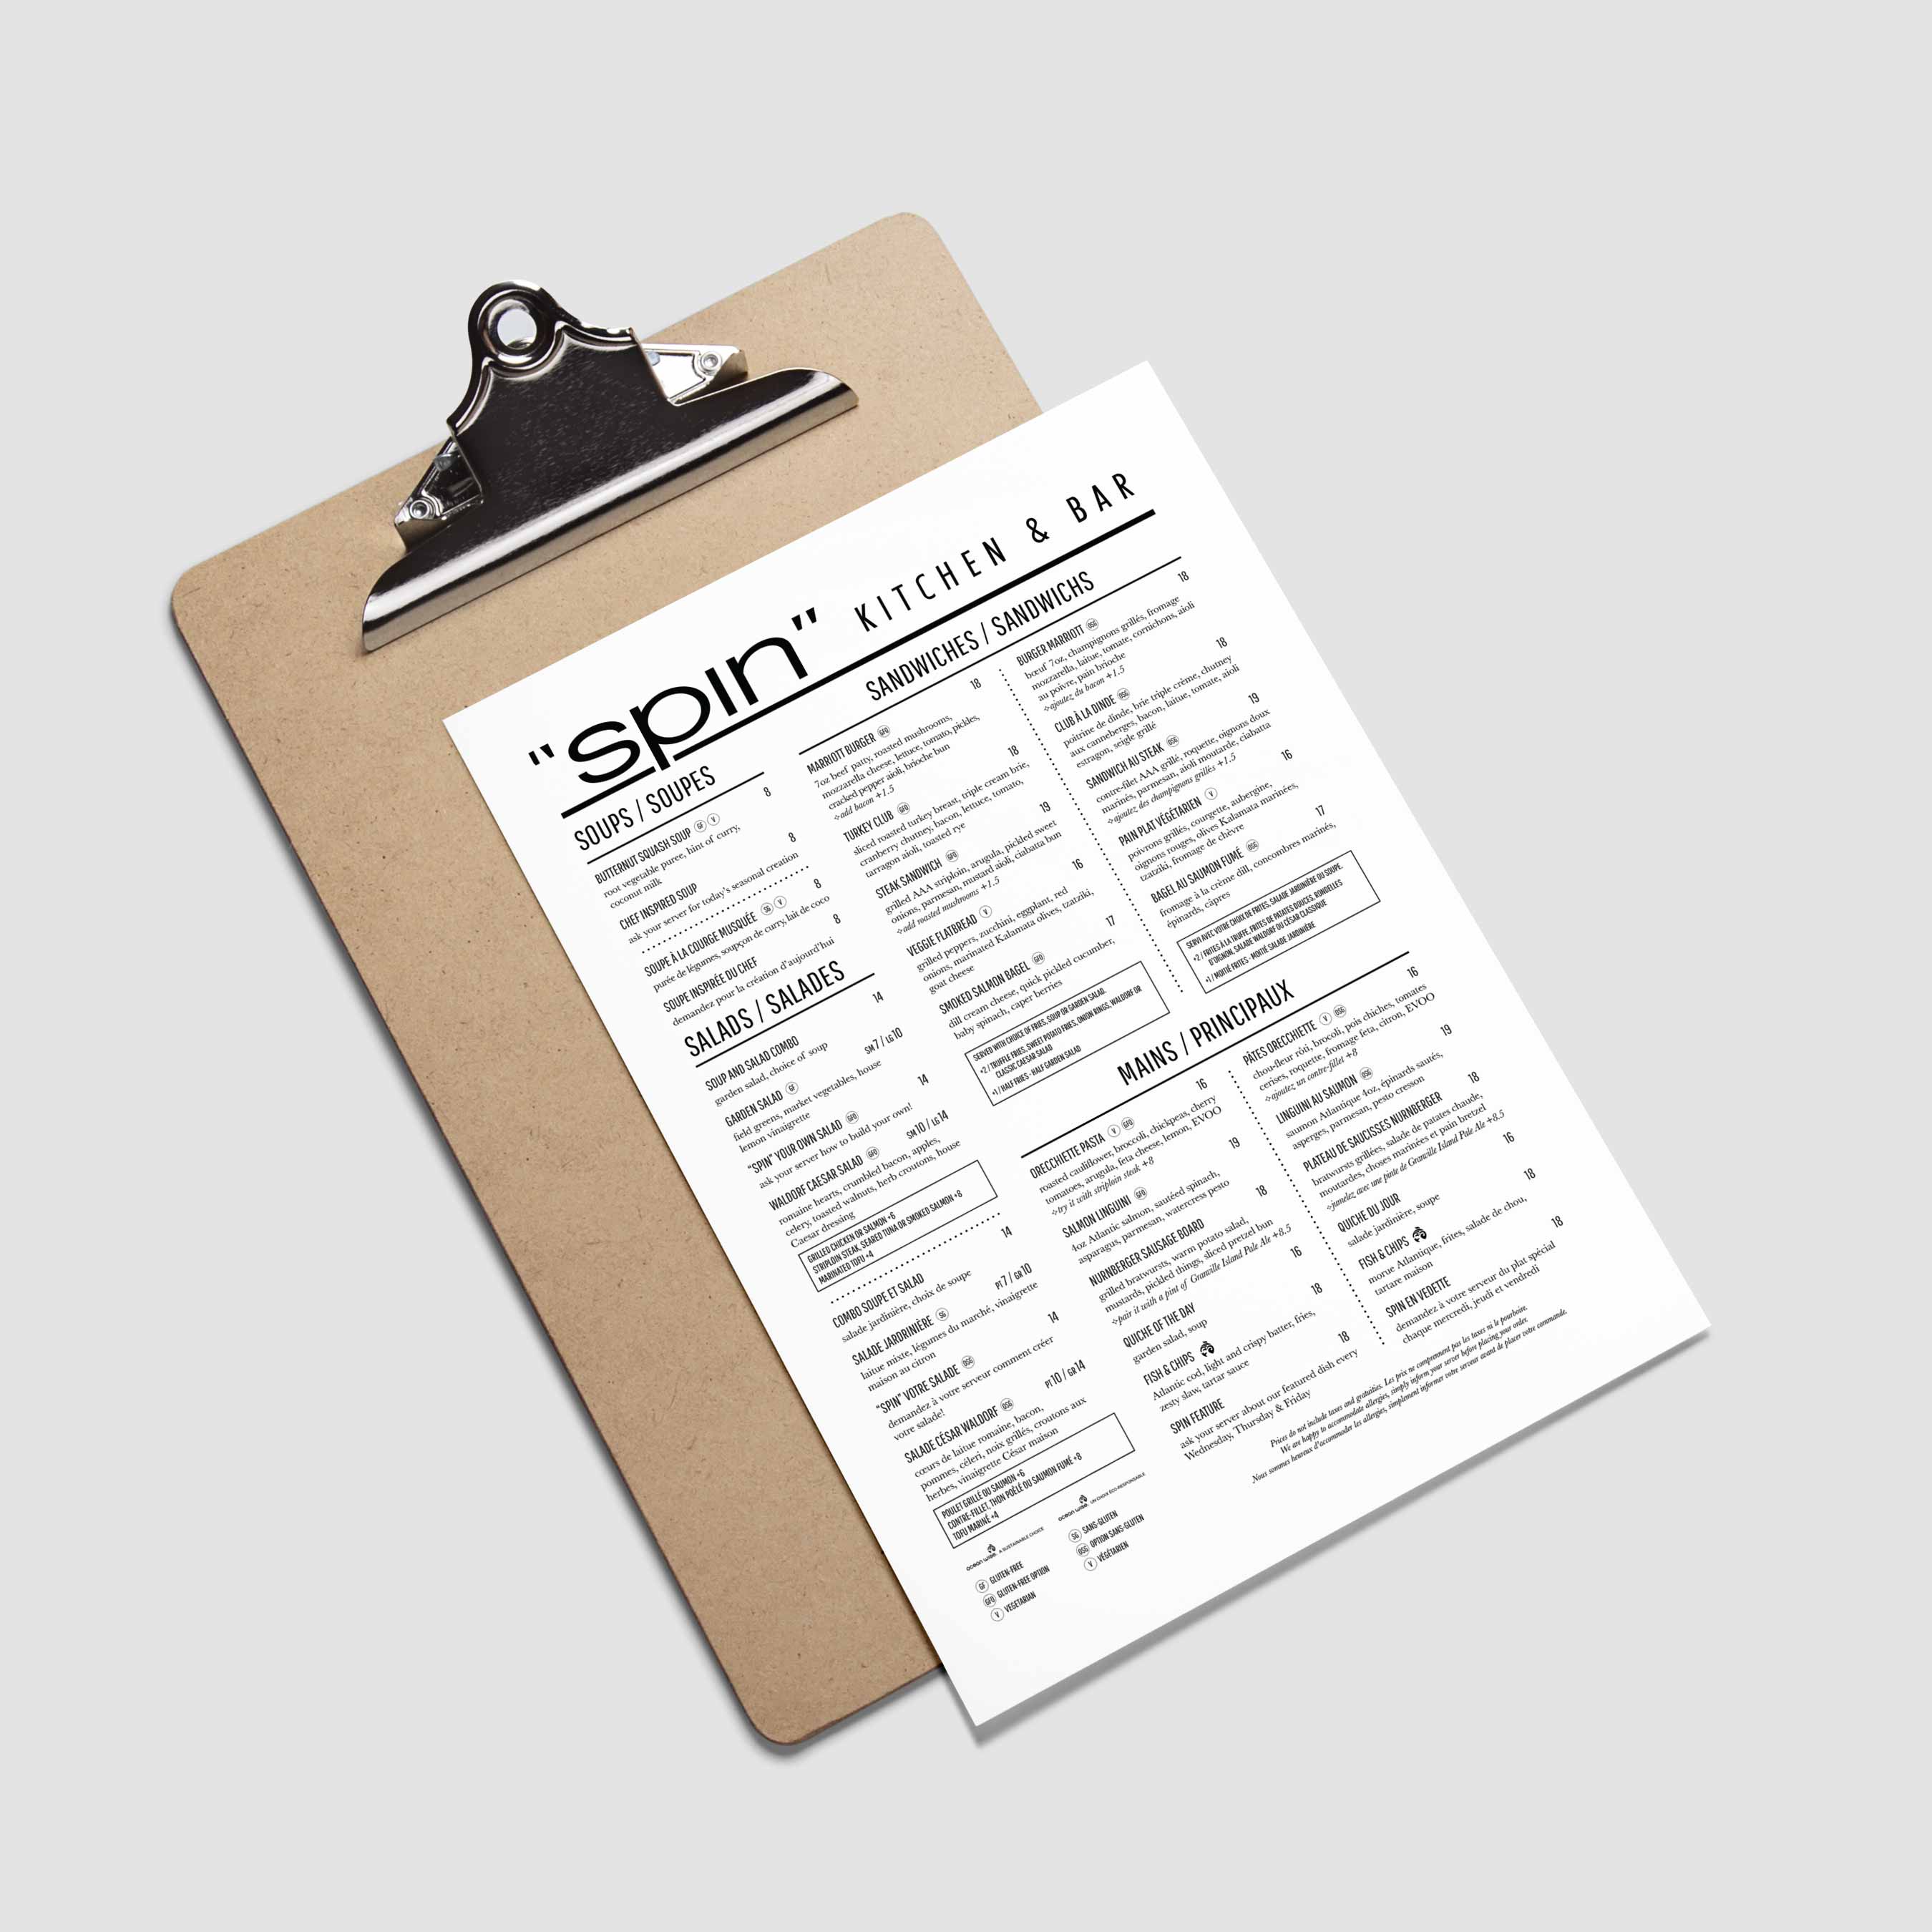 "spin" KITCHEN & BAR
SOUPS / SOUPES
BUTTERNUT SQUASH SOUP GF V 8
root vegetable puree, hint of curry,
coconut milk
CHEF INSPIRED SOUP 8
ask your server for today's seasonal creation
SOUPE À LA COURGE MUSQUÉE SG V 8
purée de légumes, soupçon de curry, lait de coco
SOUPE INSPIRÉE DU CHEF 8
demandez pour la création d'aujourd'hui
SALADS / SALADES
SOUP AND SALAD COMBO 14
garden salad, choice of soup
GARDEN SALAD GF SM 7 / LG 10
field greens, market vegetables, house
lemon vinaigrette
"SPIN" YOUR OWN SALAD GFO 14
ask your server how to build your own!
WALDORF CAESAR SALAD GFO SM 10 / LG 14
romaine hearts, crumbled bacon, apples,
celery, toasted walnuts, herb croutons, house
Caesar dressing
GRILLED CHICKEN OR SALMON +6
STRIPLOIN STEAK, SEARED TUNA OR SMOKED SALMON +8
MARINATED TOFU +4
COMBO SOUPE ET SALAD 14
salade jardinière, choix de soupe
SALADE JARDRINIÈRE SG PT 7 / GR 10
laitue mixte, légumes du marché, vinaigrette
maison au citron
"SPIN" VOTRE SALADE OSG 14
demandez à votre serveur comment créer
votre salade!
SALADE CÉSAR WALDORF OSG PT 10 / GR 14
cœurs de laitue romaine, bacon,
pommes, céleri, noix grillés, croutons aux
herbes, vinaigrette César maison
POULET GRILLÉ OU SAUMON +6
CONTRE-FILLET, THON POÊLÉ OU SAUMON FUMÉ +8
TOFU MARINÉ +4
ocean wise. A SUSTAINABLE CHOICE
GF GLUTEN-FREE
GFO GLUTEN-FREE OPTION
V VEGETARIAN
ocean wise. UN CHOIX ÉCO-RESPONSABLE
SG SANS-GLUTEN
OSG OPTION SANS-GLUTEN
V VÉGÉTARIEN
SANDWICHES / SANDWICHS
MARRIOTT BURGER GFO 18
7oz beef patty, roasted mushrooms,
mozzarella cheese, lettuce, tomato, pickles,
cracked pepper aioli, brioche bun
÷add bacon +1.5
TURKEY CLUB GFO 18
sliced roasted turkey breast, triple cream brie,
cranberry chutney, bacon, lettuce, tomato,
tarragon aioli, toasted rye
STEAK SANDWICH GFO 19
grilled AAA striploin, arugula, pickled sweet
onions, parmesan, mustard aioli, ciabatta bun
÷add roasted mushrooms +1.5
VEGGIE FLATBREAD V 16
grilled peppers, zucchini, eggplant, red
onions, marinated Kalamata olives, tzatziki,
goat cheese
SMOKED SALMON BAGEL GFO 17
dill cream cheese, quick pickled cucumber,
baby spinach, caper berries
SERVED WITH CHOICE OF FRIES, SOUP OR GARDEN SALAD.
+2 / TRUFFLE FRIES, SWEET POTATO FRIES, ONION RINGS, WALDORF OR
CLASSIC CAESAR SALAD
+1 / HALF FRIES - HALF GARDEN SALAD
BURGER MARRIOTT OSG 18
bœuf 7oz, champignons grillés, fromage
mozzarella, laitue, tomate, cornichons, aioli
au poivre, pain brioche
÷ajoutez du bacon +1.5
CLUB À LA DINDE OSG 18
poitrine de dinde, brie triple crème, chutney
aux canneberges, bacon, laitue, tomate, aioli
estragon, seigle grillé
SANDWICH AU STEAK OSG 19
contre-filet AAA grillé, roquette, oignons doux
marinés, parmesan, aioli moutarde, ciabatta
÷ajoutez des champignons grillés +1.5
PAIN PLAT VÉGÉTARIEN V 16
poivrons grillés, courgette, aubergine,
oignons rouges, olives Kalamata marinées,
tzatziki, fromage de chèvre
BAGEL AU SAUMON FUMÉ OSG 17
fromage à la crème dill, concombres marinés,
épinards, câpres
SERVI AVEC VOTRE CHOIX DE FRITES, SALADE JARDINIÈRE OU SOUPE.
+2 / FRITES À LA TRUFFE, FRITES DE PATATES DOUCES, RONDELLES
D'OIGNON, SALADE WALDORF OU CÉSAR CLASSIQUE
+1 / MOITIÉ FRITES - MOITIÉ SALADE JARDINIÈRE
MAINS / PRINCIPAUX
ORECCHIETTE PASTA V GFO 16
roasted cauliflower, broccoli, chickpeas, cherry
tomatoes, arugula, feta cheese, lemon, EVOO
÷try it with striploin steak +8
SALMON LINGUINI GFO 19
4oz Atlantic salmon, sautéed spinach,
asparagus, parmesan, watercress pesto
NURNBERGER SAUSAGE BOARD 18
grilled bratwursts, warm potato salad,
mustards, pickled things, sliced pretzel bun
÷pair it with a pint of Granville Island Pale Ale +8.5
QUICHE OF THE DAY 16
garden salad, soup
FISH & CHIPS 18
Atlantic cod, light and crispy batter, fries,
zesty slaw, tartar sauce
SPIN FEATURE 18
ask your server about our featured dish every
Wednesday, Thursday & Friday
PÂTES ORECCHIETTE V OSG 16
chou-fleur rôti, brocoli, pois chiches, tomates
cerises, roquette, fromage feta, citron, EVOO
÷ajoutez un contre-fillet +8
LINGUINI AU SAUMON OSG 19
saumon Atlantique 4oz, épinards sautés,
asperges, parmesan, pesto cresson
PLATEAU DE SAUCISSES NURNBERGER 18
bratwursts grillées, salade de patates chaude,
moutardes, choses marinées et pain bretzel
÷jumelez avec une pinte de Granville Island Pale Ale +8.5
QUICHE DU JOUR 16
salade jardinière, soupe
FISH & CHIPS 18
morue Atlantique, frites, salade de chou,
tartare maison
SPIN EN VEDETTE 18
demandez à votre serveur du plat spécial
chaque mercredi, jeudi et vendredi
Prices do not include taxes and gratuities. Les prix ne comprennent pas les taxes ni le pourboire.
We are happy to accommodate allergies, simply inform your server before placing your order.
Nous sommes heureux d'accommoder les allergies, simplement informer votre serveur avant de placer votre commande.